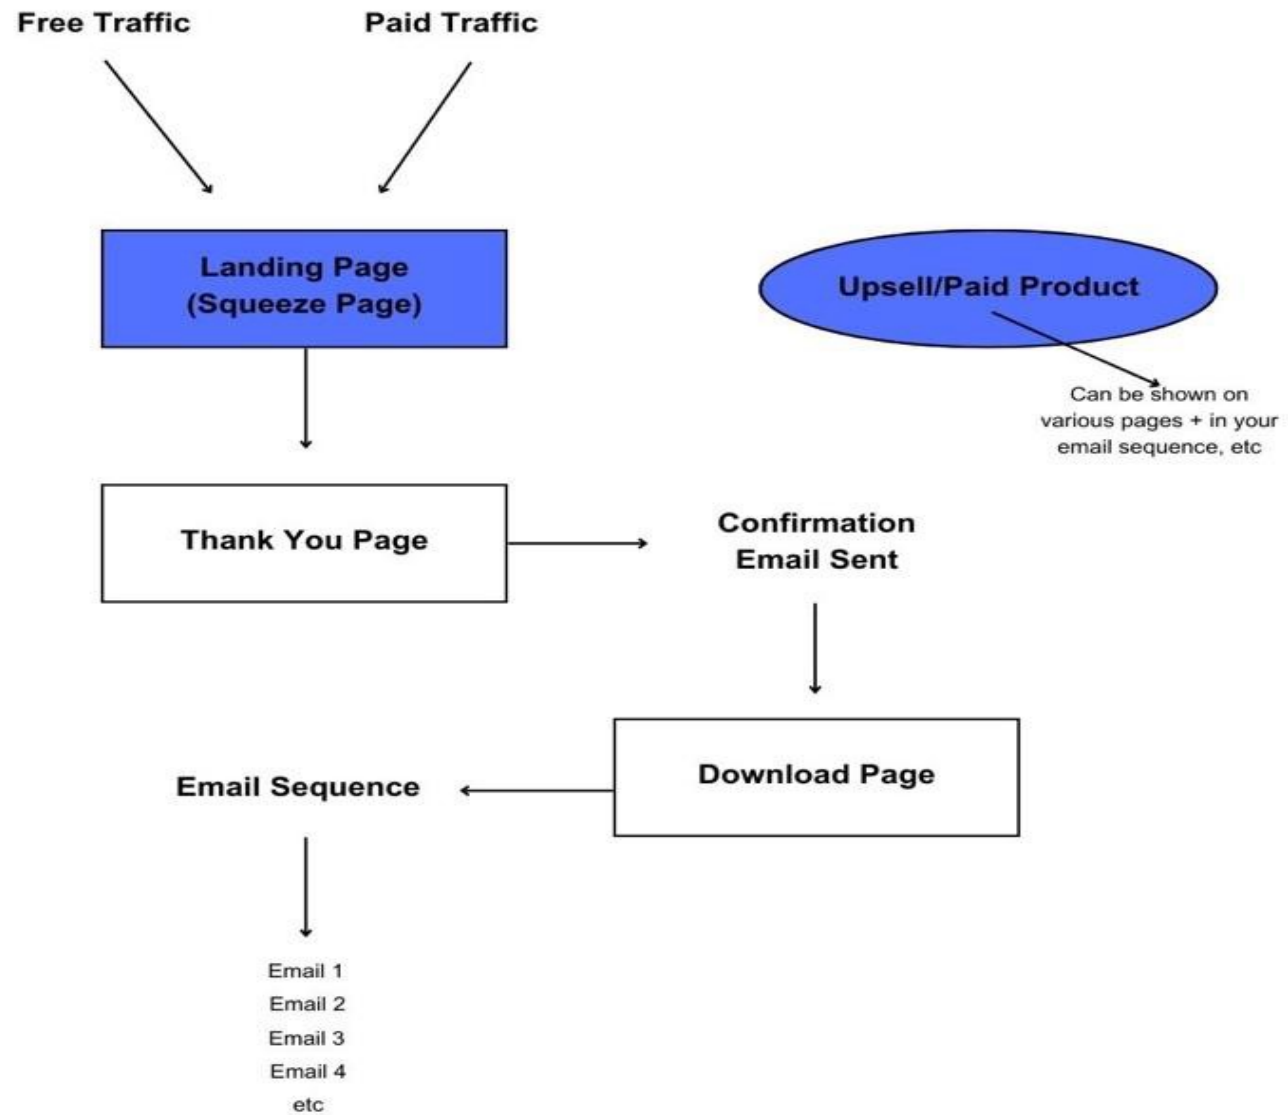 Free Traffic
Paid Traffic
Landing Page
(Squeeze Page)
Upsell/Paid Product
Can be shown on
various pages + in your
email sequence, etc
Thank You Page
Confirmation
Email Sent
Download Page
Email Sequence
Email 1
Email 2
Email 3
Email 4
etc